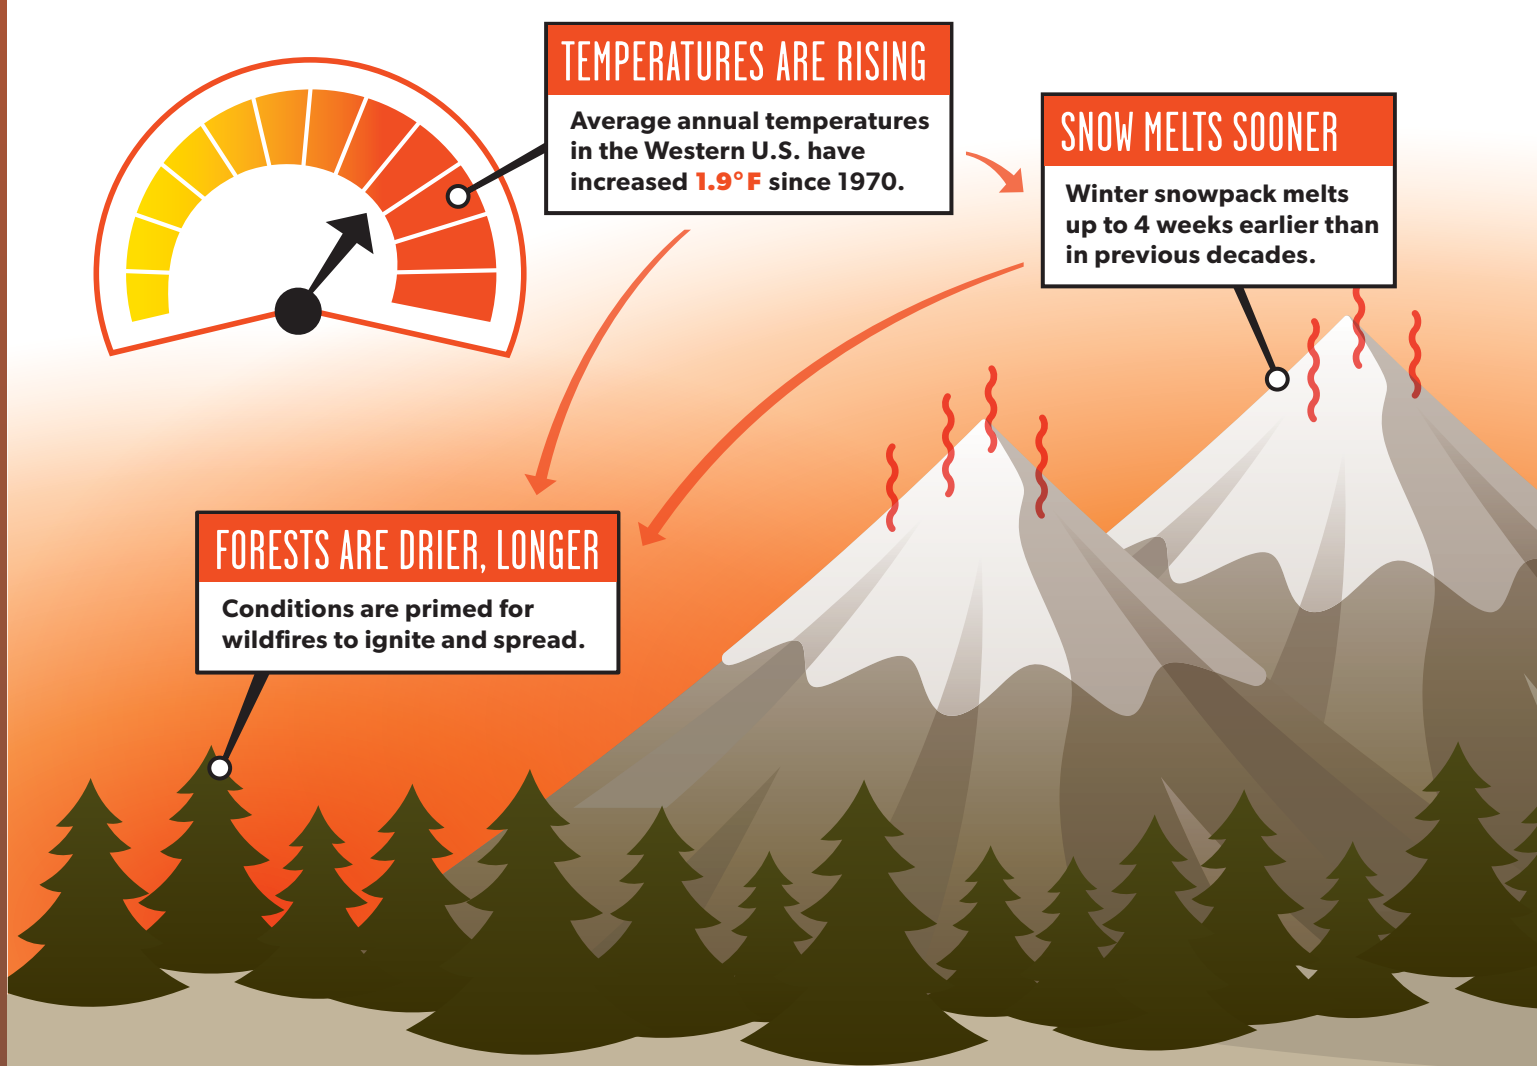 TEMPERATURES ARE RISING
Average annual temperatures
in the Western U.S. have
increased 1.9°F since 1970.
SNOW MELTS SOONER
Winter snowpack melts
up to 4 weeks earlier than
in previous decades.
FORESTS ARE DRIER, LONGER
Conditions are primed for
wildfires to ignite and spread.